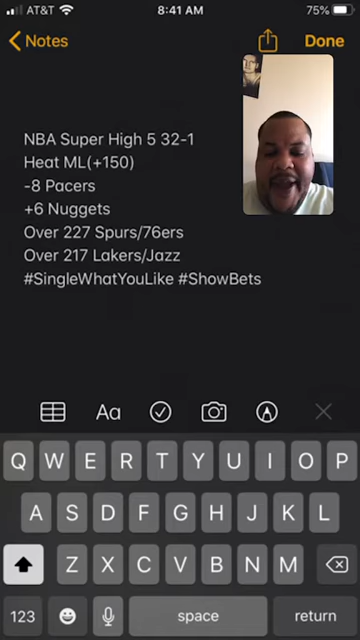 AT&T 8:41 AM 75%
Notes Done
NBA Super High 5 32-1
Heat ML(+150)
-8 Pacers
+6 Nuggets
Over 227 Spurs/76ers
Over 217 Lakers/Jazz
#SingleWhatYouLike #ShowBets
Aa
Q W E R T Y U I O P
A S D F G H J K L
Z X C V B N M
123 space return